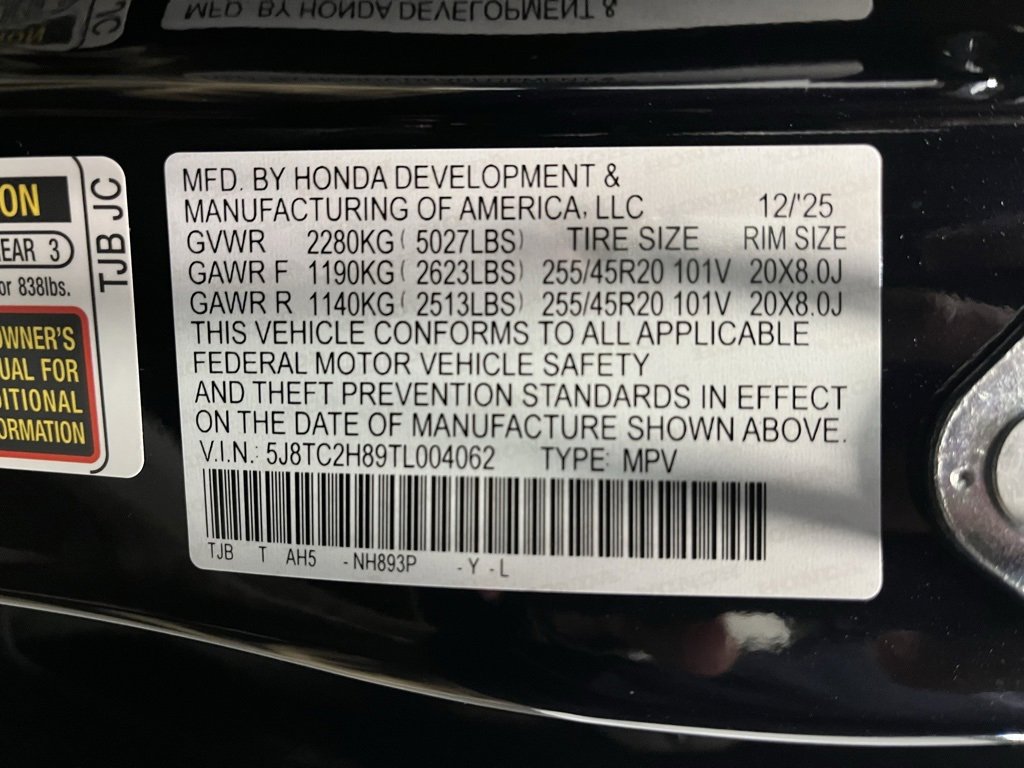 MFD. BY HONDA DEVELOPMENT &
MFD. BY HONDA DEVELOPMENT &
MANUFACTURING OF AMERICA, LLC 12/'25
GVWR 2280KG ( 5027LBS) TIRE SIZE RIM SIZE
GAWR F 1190KG ( 2623LBS) 255/45R20 101V 20X8.0J
GAWR R 1140KG ( 2513LBS) 255/45R20 101V 20X8.0J
THIS VEHICLE CONFORMS TO ALL APPLICABLE
FEDERAL MOTOR VEHICLE SAFETY
AND THEFT PREVENTION STANDARDS IN EFFECT
ON THE DATE OF MANUFACTURE SHOWN ABOVE.
V.I.N.: 5J8TC2H89TL004062 TYPE: MPV
TJB T AH5 -NH893P -Y -L
ON
EAR 3
or 838lbs.
OWNER'S
UAL FOR
DITIONAL
ORMATION
TJB JC